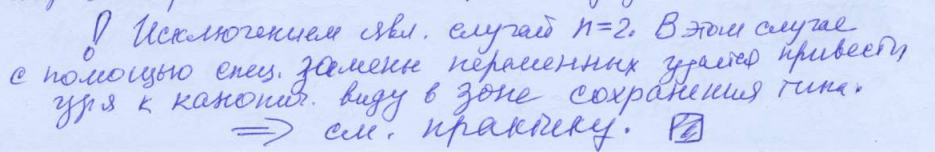 ! Исключением явл. случай n=2. В этом случае
с помощью спец. замены переменных удается привести
ур-я к канонич. виду в зоне сохранения типа.
⇒ см. практику.